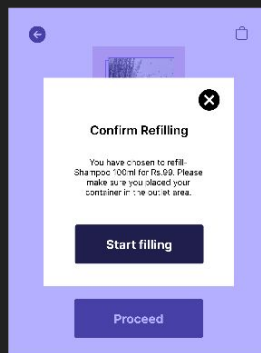 Confirm Refilling
You have chosen to refill-
Shampoo 100ml for Rs.99. Please
make sure you placed your
container in the outlet area.
Start filling
Proceed